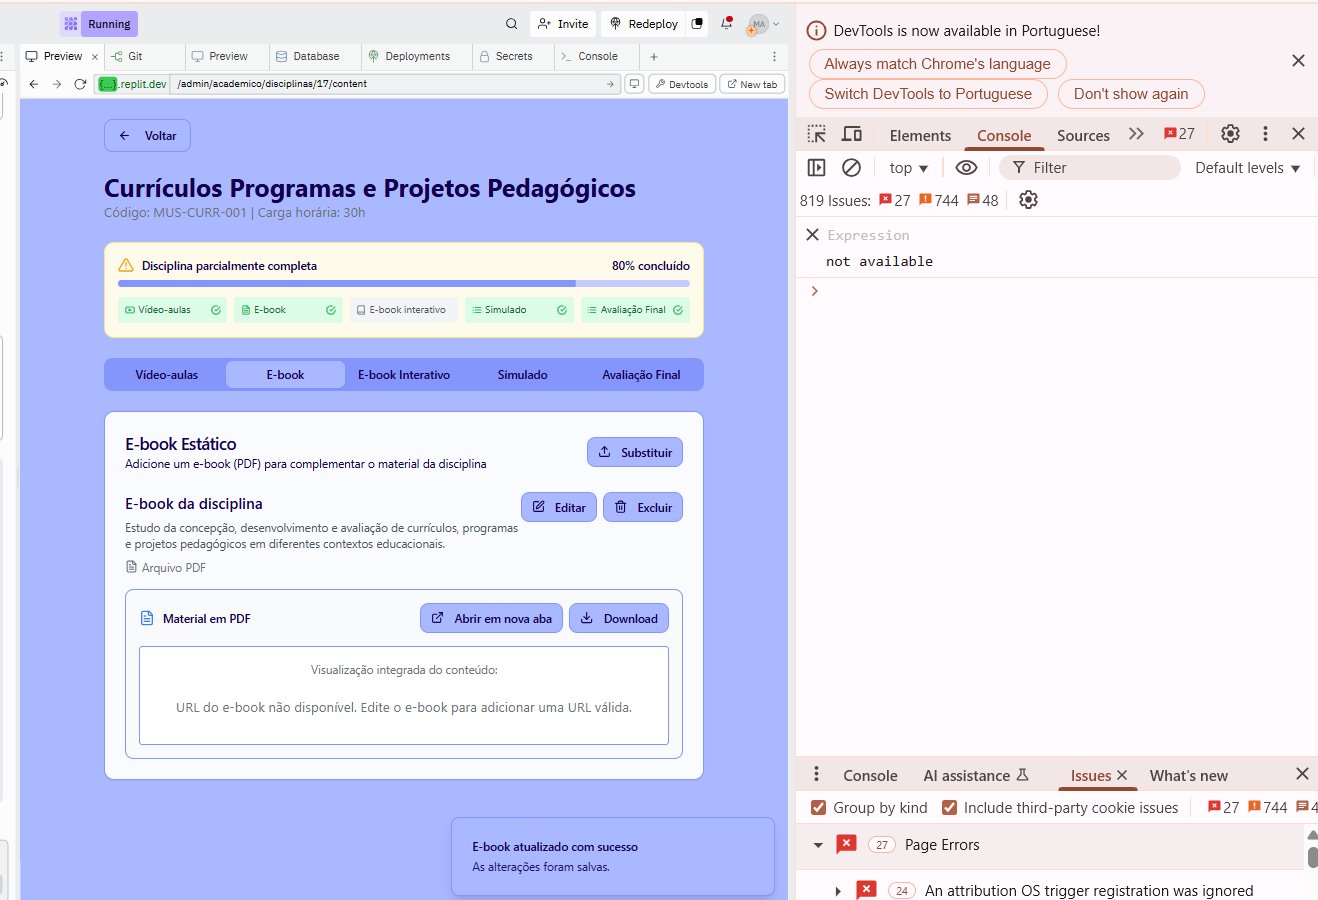 Running
Invite
Redeploy
MA
Preview
Git
Preview
Database
Deployments
Secrets
Console
{...}.replit.dev
/admin/academico/disciplinas/17/content
Devtools
New tab
Voltar
Currículos Programas e Projetos Pedagógicos
Código: MUS-CURR-001 | Carga horária: 30h
Disciplina parcialmente completa
80% concluído
Vídeo-aulas
E-book
E-book interativo
Simulado
Avaliação Final
Vídeo-aulas
E-book
E-book Interativo
Simulado
Avaliação Final
E-book Estático
Adicione um e-book (PDF) para complementar o material da disciplina
Substituir
E-book da disciplina
Editar
Excluir
Estudo da concepção, desenvolvimento e avaliação de currículos, programas
e projetos pedagógicos em diferentes contextos educacionais.
Arquivo PDF
Material em PDF
Abrir em nova aba
Download
Visualização integrada do conteúdo:
URL do e-book não disponível. Edite o e-book para adicionar uma URL válida.
E-book atualizado com sucesso
As alterações foram salvas.
DevTools is now available in Portuguese!
Always match Chrome's language
Switch DevTools to Portuguese
Don't show again
Elements
Console
Sources
27
top
Filter
Default levels
819 Issues:
27
744
48
Expression
not available
Console
AI assistance
Issues
What's new
Group by kind
Include third-party cookie issues
27
744
4
27
Page Errors
24
An attribution OS trigger registration was ignored